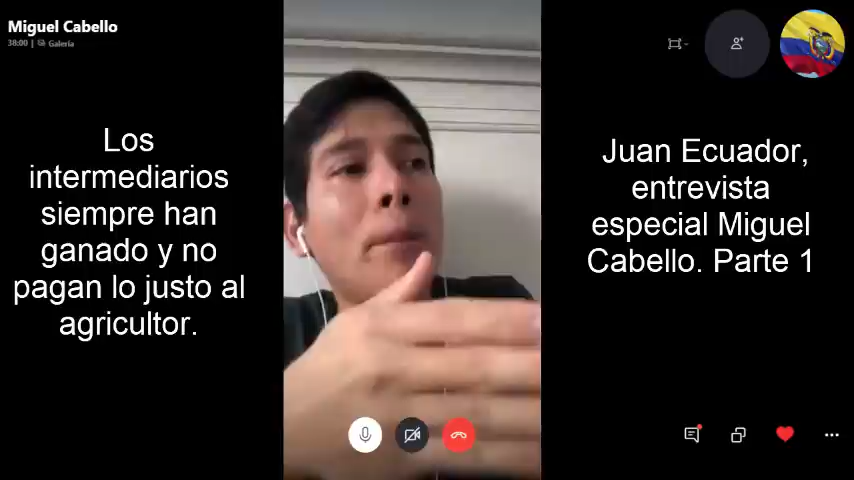 Miguel Cabello
38:00 | Galería
Los
intermediarios
siempre han
ganado y no
pagan lo justo al
agricultor.
Juan Ecuador,
entrevista
especial Miguel
Cabello. Parte 1